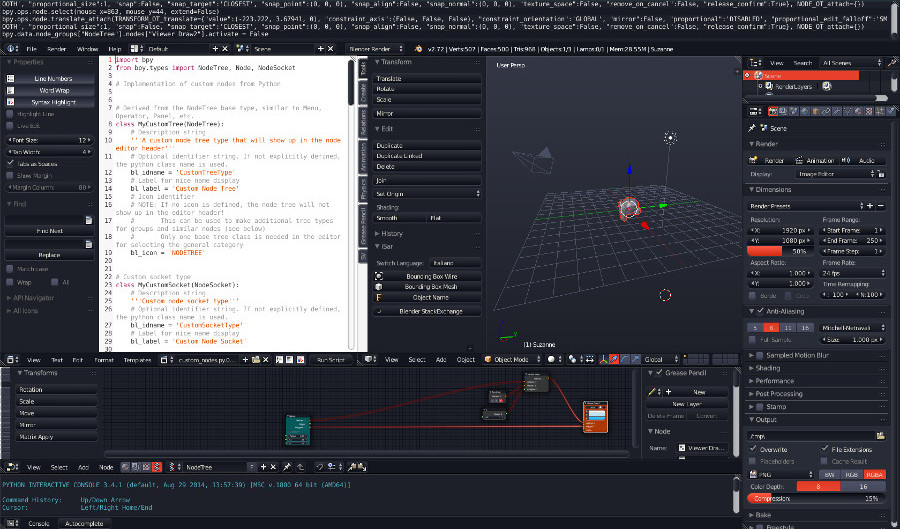 OOTH', "proportional_size":1, "snap":False, "snap_target":'CLOSEST', "snap_point":(0, 0, 0), "snap_align":False, "snap_normal":(0, 0, 0), "texture_space":False, "remove_on_cancel":False, "release_confirm":True}, NODE_OT_attach={})
bpy.ops.node.select(mouse_x=863, mouse_y=44, extend=False)
bpy.ops.node.translate_attach(TRANSFORM_OT_translate={"value":(-223.222, 3.67941, 0), "constraint_axis":(False, False, False), "constraint_orientation":'GLOBAL', "mirror":False, "proportional":'DISABLED', "proportional_edit_falloff":'SM
OOTH', "proportional_size":1, "snap":False, "snap_target":'CLOSEST', "snap_point":(0, 0, 0), "snap_align":False, "snap_normal":(0, 0, 0), "texture_space":False, "remove_on_cancel":False, "release_confirm":True}, NODE_OT_attach={})
bpy.data.node_groups["NodeTree"].nodes["Viewer Draw2"].activate = False
File Render Window Help Default Scene Blender Render v2.72 | Verts:507 | Faces:500 | Tris:968 | Objects:1/3 | Lamps:0/1 | Mem:28.55M | Suzanne
Properties
Line Numbers
Word Wrap
Syntax Highlight
Highlight Line
Live Edit
Font Size: 12
Tab Width: 4
Tabs as Spaces
Show Margin
Margin Column: 80
Find
Find Next
Replace
Match case
Wrap All
API Navigator
All Icons
1 import bpy
2 from bpy.types import NodeTree, Node, NodeSocket
3
4 # Implementation of custom nodes from Python
5
6
7 # Derived from the NodeTree base type, similar to Menu,
Operator, Panel, etc.
8 class MyCustomTree(NodeTree):
9 # Description string
10 '''A custom node tree type that will show up in the node
editor header'''
11 # Optional identifier string. If not explicitly defined,
the python class name is used.
12 bl_idname = 'CustomTreeType'
13 # Label for nice name display
14 bl_label = 'Custom Node Tree'
15 # Icon identifier
16 # NOTE: If no icon is defined, the node tree will not
show up in the editor header!
17 # This can be used to make additional tree types
for groups and similar nodes (see below)
18 # Only one base tree class is needed in the editor
for selecting the general category
19 bl_icon = 'NODETREE'
20
21
22 # Custom socket type
23 class MyCustomSocket(NodeSocket):
24 # Description string
25 '''Custom node socket type'''
26 # Optional identifier string. If not explicitly defined,
the python class name is used.
27 bl_idname = 'CustomSocketType'
28 # Label for nice name display
29 bl_label = 'Custom Node Socket'
View Text Edit Format Templates custom_nodes.py.0... Run Script
Tools
Create
Relations
Animation
Physics
Grease Pencil
SV
Transform
Translate
Rotate
Scale
Mirror
Edit
Duplicate
Duplicate Linked
Delete
Join
Set Origin
Shading:
Smooth Flat
History
iBar
Switch Language: Italiano
Bounding Box Wire
Bounding Box Mesh
Object Name
Blender StackExchange
User Persp
(1) Suzanne
View Select Add Object Object Mode Global
View Search All Scenes
Scene
RenderLayers
Scene
Render
Render Animation Audio
Display: Image Editor
Dimensions
Render Presets
Resolution: Frame Range:
X: 1920 px Start Frame: 1
Y: 1080 px End Frame: 250
50% Frame Step: 1
Aspect Ratio: Frame Rate:
X: 1.000 24 fps
Y: 1.000 Time Remapping:
Border Crop : 100 N:100
Anti-Aliasing
5 8 11 16 Mitchell-Netravali
Full Sample Size: 1.000 px
Sampled Motion Blur
Shading
Performance
Post Processing
Stamp
Output
/tmp\
Overwrite File Extensions
Placeholders Cache Result
PNG BW RGB RGBA
Color Depth: 8 16
Compression: 15%
Bake
Freestyle
Transforms
Rotation
Scale
Move
Mirror
Matrix Apply
Grease Pencil
New
New Layer
Delete Frame Convert
Node
Name: Viewer Dra...
View Select Add Node NodeTree
PYTHON INTERACTIVE CONSOLE 3.4.1 (default, Aug 29 2014, 13:57:39) [MSC v.1800 64 bit (AMD64)]
Command History: Up/Down Arrow
Cursor: Left/Right Home/End
Console Autocomplete